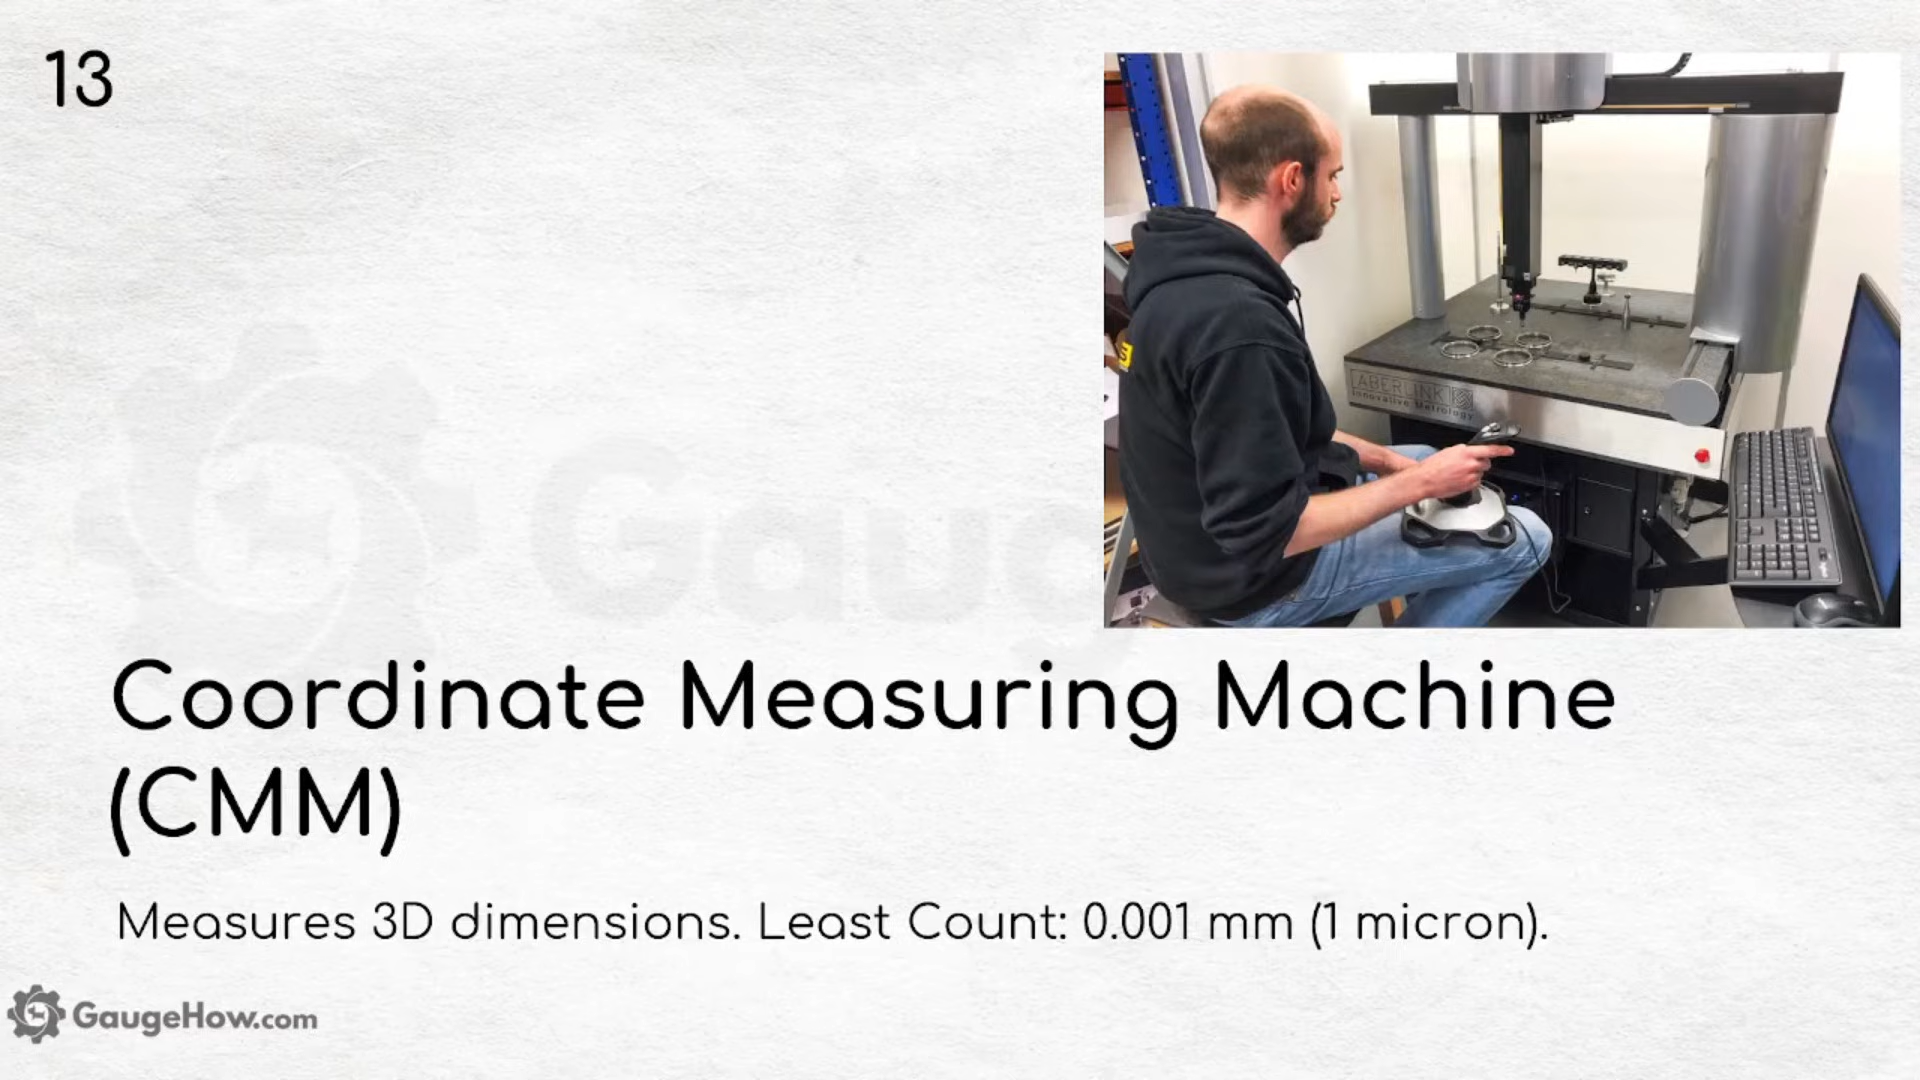 13
ABERLINK
Innovative Metrology
Coordinate Measuring Machine
(CMM)
Measures 3D dimensions. Least Count: 0.001 mm (1 micron).
GaugeHow.com